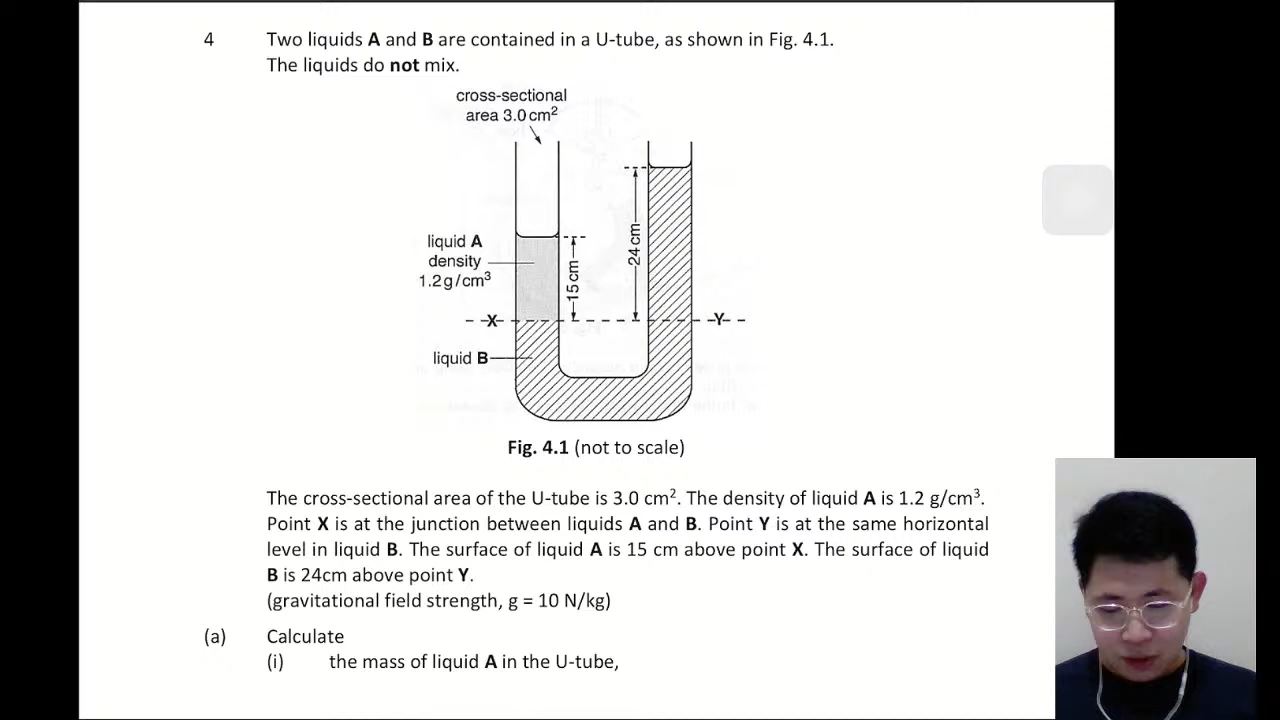 4 Two liquids A and B are contained in a U-tube, as shown in Fig. 4.1.
The liquids do not mix.
cross-sectional
area 3.0 cm²
liquid A
density
1.2 g/cm³
15 cm
24 cm
X
Y
liquid B
Fig. 4.1 (not to scale)
The cross-sectional area of the U-tube is 3.0 cm². The density of liquid A is 1.2 g/cm³.
Point X is at the junction between liquids A and B. Point Y is at the same horizontal
level in liquid B. The surface of liquid A is 15 cm above point X. The surface of liquid
B is 24cm above point Y.
(gravitational field strength, g = 10 N/kg)
(a) Calculate
(i) the mass of liquid A in the U-tube,